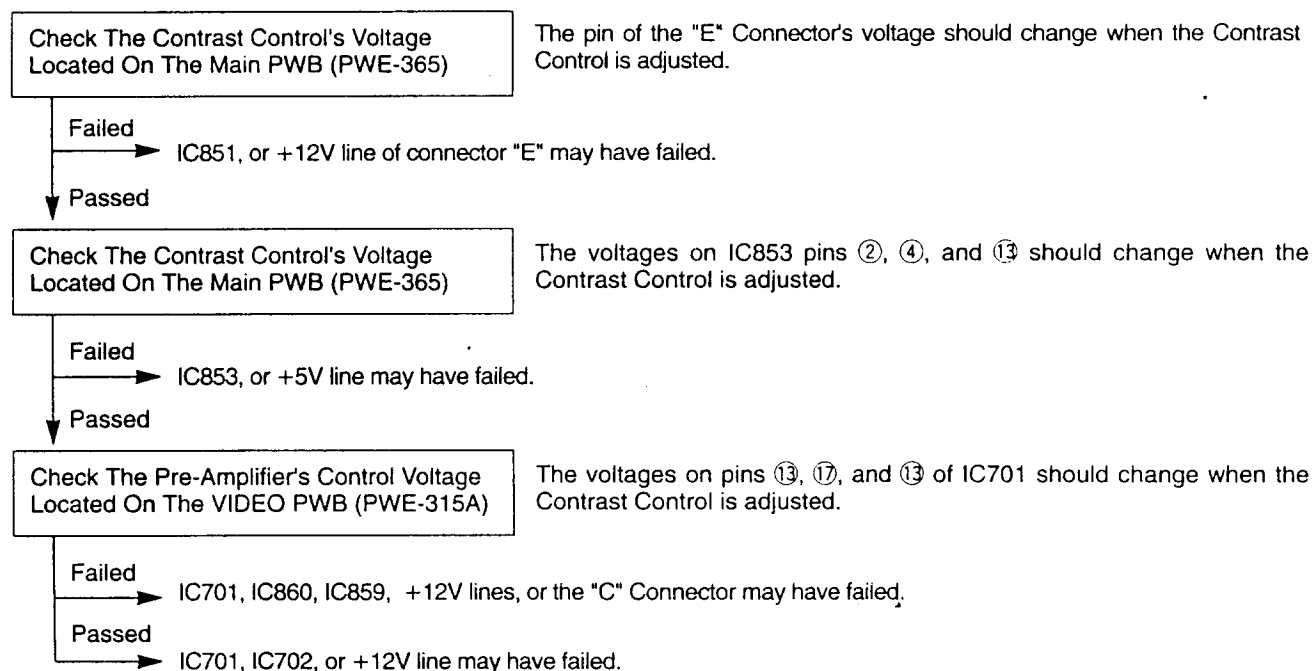 Check The Contrast Control's Voltage
Located On The Main PWB (PWE-365)
The pin of the "E" Connector's voltage should change when the Contrast
Control is adjusted.
Failed
IC851, or +12V line of connector "E" may have failed.
Passed
Check The Contrast Control's Voltage
Located On The Main PWB (PWE-365)
The voltages on IC853 pins ②, ④, and ⑬ should change when the
Contrast Control is adjusted.
Failed
IC853, or +5V line may have failed.
Passed
Check The Pre-Amplifier's Control Voltage
Located On The VIDEO PWB (PWE-315A)
The voltages on pins ⑬, ⑰, and ⑬ of IC701 should change when the
Contrast Control is adjusted.
Failed
IC701, IC860, IC859, +12V lines, or the "C" Connector may have failed.
Passed
IC701, IC702, or +12V line may have failed.